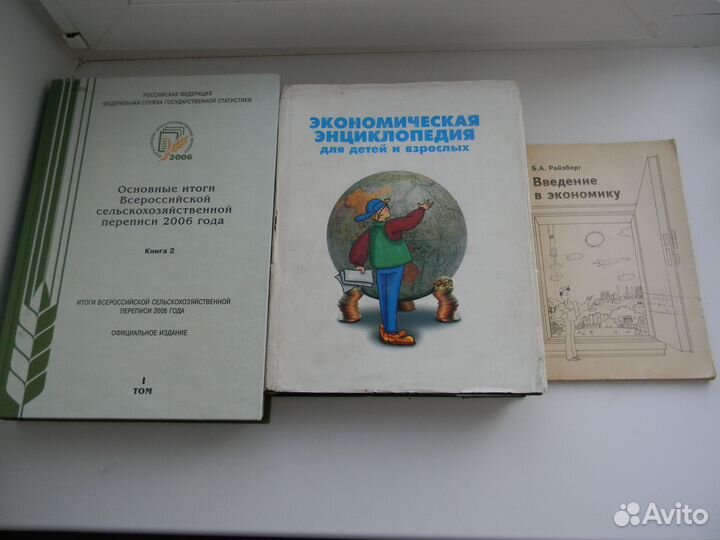 РОССИЙСКАЯ ФЕДЕРАЦИЯ
ФЕДЕРАЛЬНАЯ СЛУЖБА ГОСУДАРСТВЕННОЙ СТАТИСТИКИ
2006
Основные итоги
Всероссийской
сельскохозяйственной
переписи 2006 года
Книга 2
ИТОГИ ВСЕРОССИЙСКОЙ СЕЛЬСКОХОЗЯЙСТВЕННОЙ
ПЕРЕПИСИ 2006 ГОДА
ОФИЦИАЛЬНОЕ ИЗДАНИЕ
I
ТОМ
ЭКОНОМИЧЕСКАЯ
ЭНЦИКЛОПЕДИЯ
для детей и взрослых
Б.А. Райзберг
Введение
в экономику
Avito